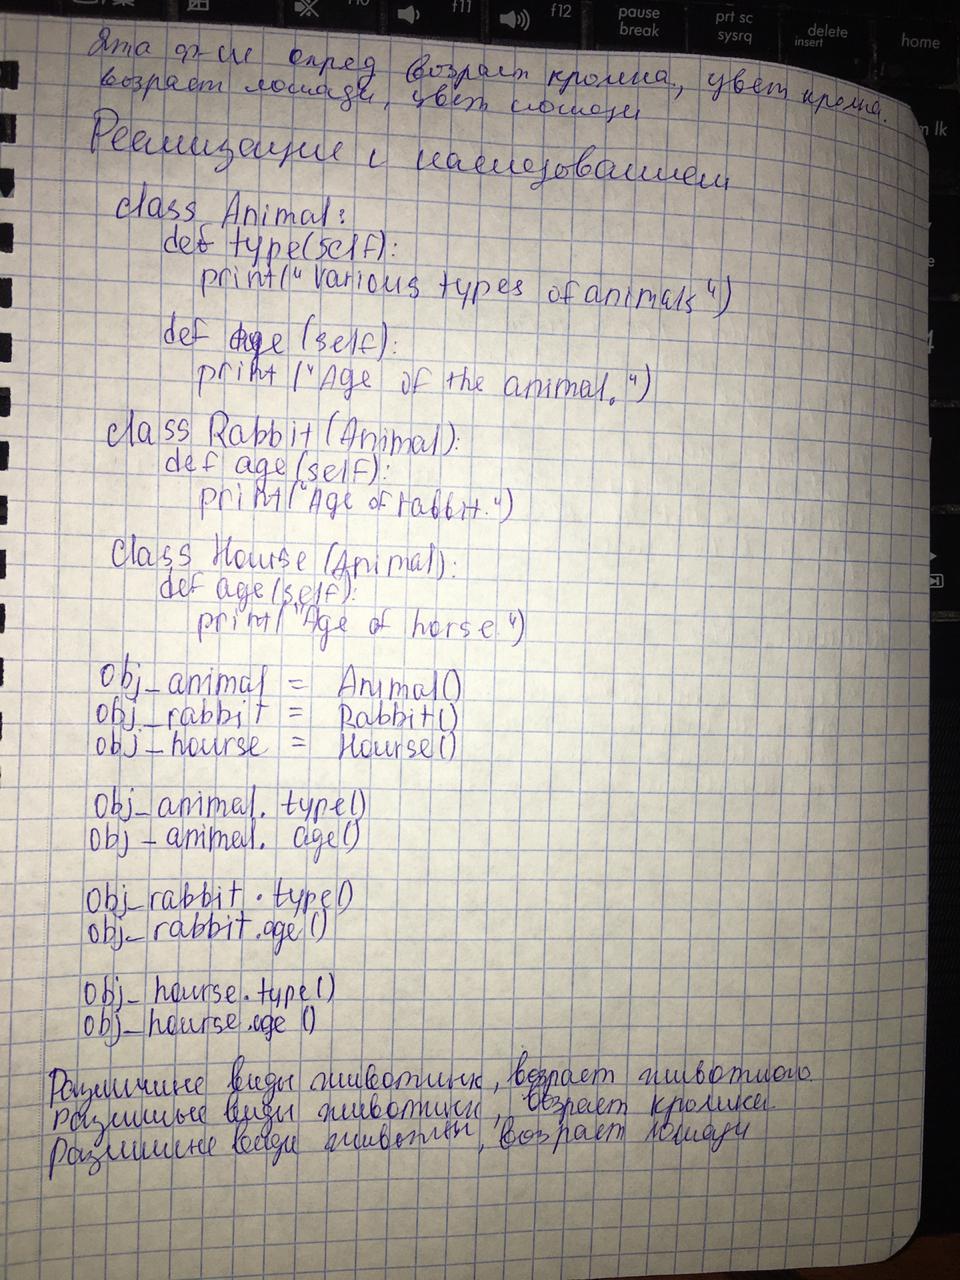 f11
f12
pause
break
prt sc
sysrq
delete
insert
home
lk
Эта ф-ия опред возраст кролика, цвет кролика.
возраст лошади, цвет лошади
Реализация с наследованием
class Animal:
def type(self):
print("Various types of animals")
def age (self):
print ("Age of the animal.")
class Rabbit (Animal):
def age (self):
print ("Age of rabbit.")
class Hourse (Animal):
def age (self):
print ("Age of horse.")
obj_animal = Animal()
obj_rabbit = Rabbit()
obj_hourse = Hourse()
obj_animal. type()
obj_animal. age()
obj_rabbit . type()
obj_rabbit .age ()
obj_hourse. type()
obj_hourse .age ()
Различные виды животных, возраст животного.
Различные виды животных, возраст кролика.
Различные виды животных, возраст лошади